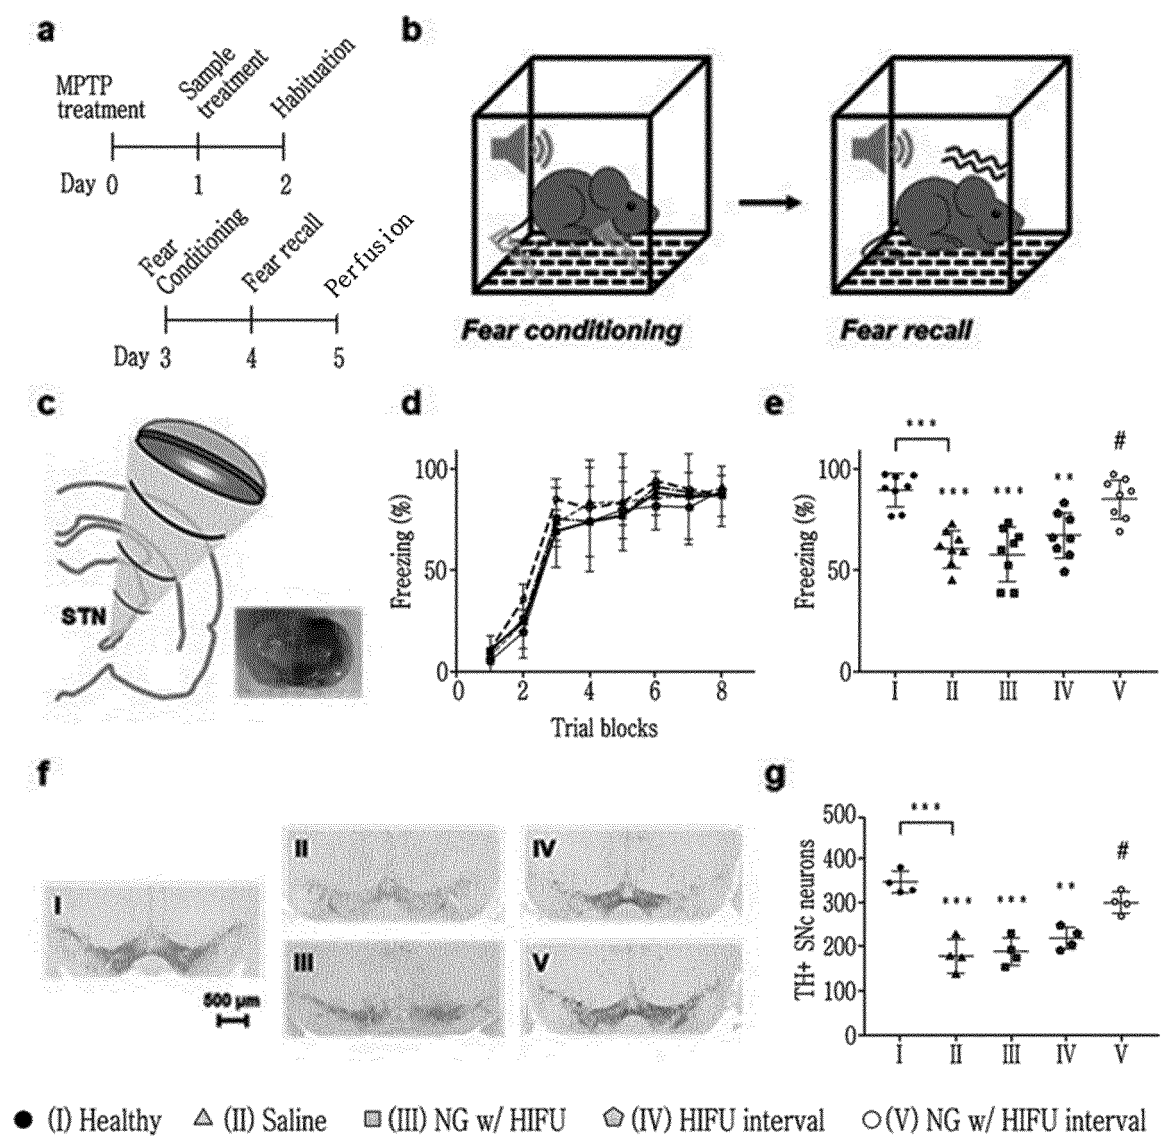 a
MPTP
treatment
Sample
treatment
Habituation
Day 0 1 2
Fear
Conditioning
Fear recall
Perfusion
Day 3 4 5
b
Fear conditioning
Fear recall
c
STN
d
Freezing (%)
100
50
0
0 2 4 6 8
Trial blocks
e
Freezing (%)
100
50
0
***
***
***
**
#
I II III IV V
f
I
500 μm
II
III
IV
V
g
TH+ SNc neurons
500
400
300
200
100
0
***
***
***
**
#
I II III IV V
(I) Healthy (II) Saline (III) NG w/ HIFU (IV) HIFU interval (V) NG w/ HIFU interval